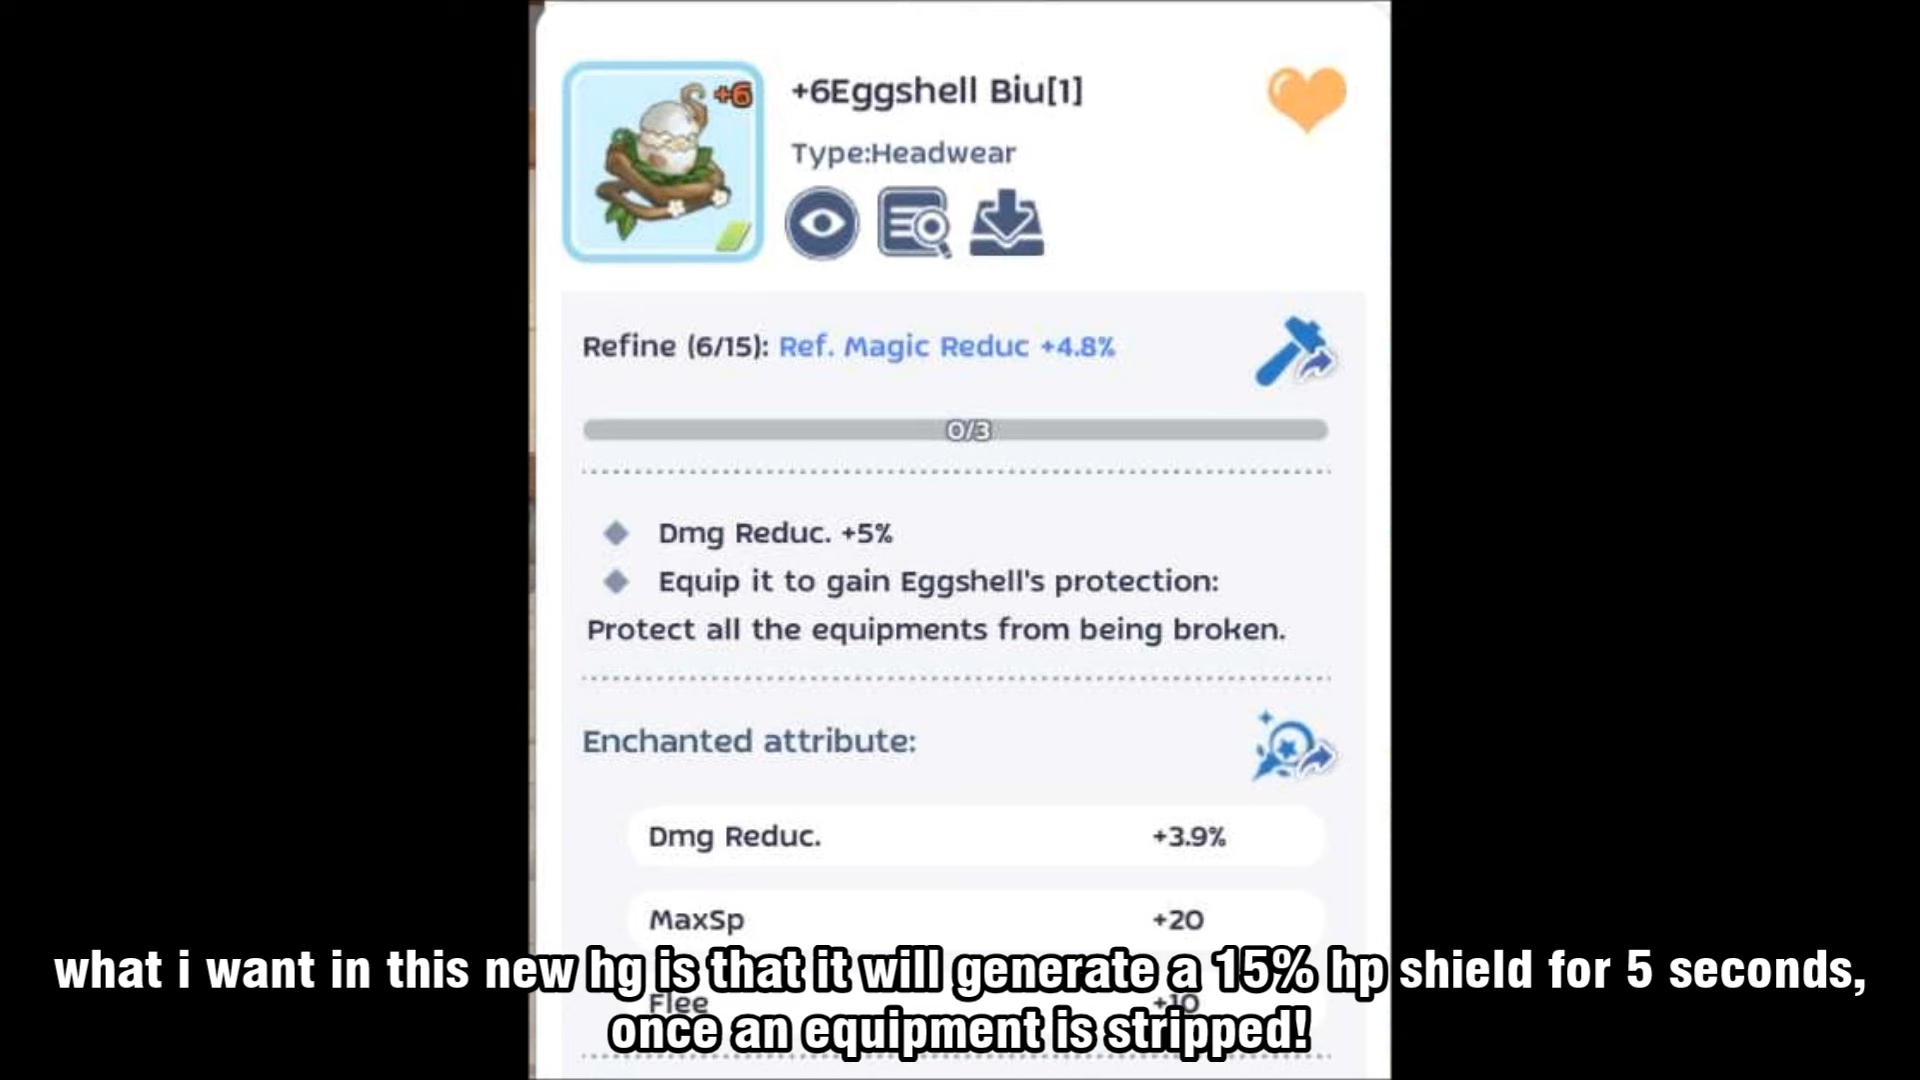 +6
+6Eggshell Biu[1]
Type:Headwear
Refine (6/15): Ref. Magic Reduc +4.8%
0/3
Dmg Reduc. +5%
Equip it to gain Eggshell's protection:
Protect all the equipments from being broken.
Enchanted attribute:
Dmg Reduc. +3.9%
MaxSp +20
Flee +10
what i want in this new hg is that it will generate a 15% hp shield for 5 seconds,
once an equipment is stripped!